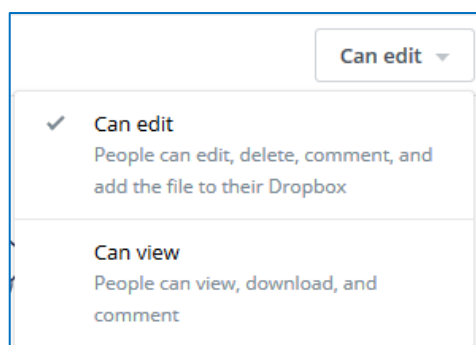 Can edit
Can edit
People can edit, delete, comment, and
add the file to their Dropbox
Can view
People can view, download, and
comment